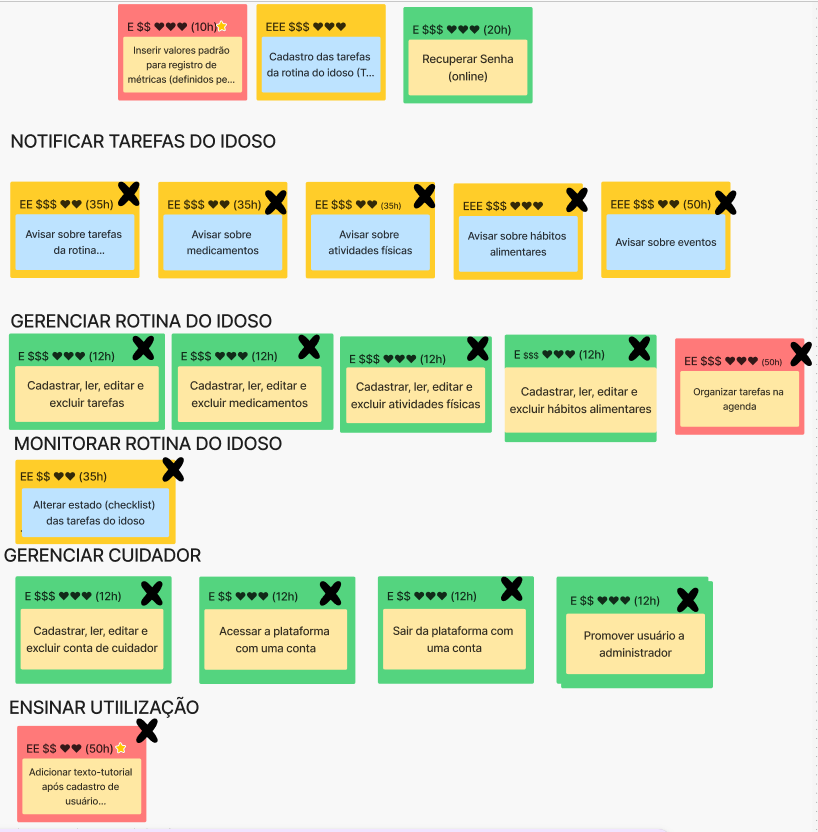 E $$ ♥♥♥ (10h)
Inserir valores padrão
para registro de
métricas (definidos pe...
EEE $$$ ♥♥♥
Cadastro das tarefas
da rotina do idoso (T...
E $$$ ♥♥♥ (20h)
Recuperar Senha
(online)
NOTIFICAR TAREFAS DO IDOSO
EE $$$ ♥♥ (35h)
Avisar sobre tarefas
da rotina...
EE $$$ ♥♥ (35h)
Avisar sobre
medicamentos
EE $$$ ♥♥ (35h)
Avisar sobre
atividades físicas
EEE $$$ ♥♥♥
Avisar sobre hábitos
alimentares
EEE $$$ ♥♥ (50h)
Avisar sobre eventos
GERENCIAR ROTINA DO IDOSO
E $$$ ♥♥♥ (12h)
Cadastrar, ler, editar e
excluir tarefas
E $$$ ♥♥♥ (12h)
Cadastrar, ler, editar e
excluir medicamentos
E $$$ ♥♥♥ (12h)
Cadastrar, ler, editar e
excluir atividades físicas
E $$$ ♥♥♥ (12h)
Cadastrar, ler, editar e
excluir hábitos alimentares
EE $$$ ♥♥♥ (50h)
Organizar tarefas na
agenda
MONITORAR ROTINA DO IDOSO
EE $$ ♥♥ (35h)
Alterar estado (checklist)
das tarefas do idoso
GERENCIAR CUIDADOR
E $$ ♥♥♥ (12h)
Cadastrar, ler, editar e
excluir conta de cuidador
E $$ ♥♥♥ (12h)
Acessar a plataforma
com uma conta
E $$ ♥♥♥ (12h)
Sair da plataforma com
uma conta
E $$ ♥♥♥ (12h)
Promover usuário a
administrador
ENSINAR UTIILIZAÇÃO
EE $$ ♥♥ (50h)
Adicionar texto-tutorial
após cadastro de
usuário...